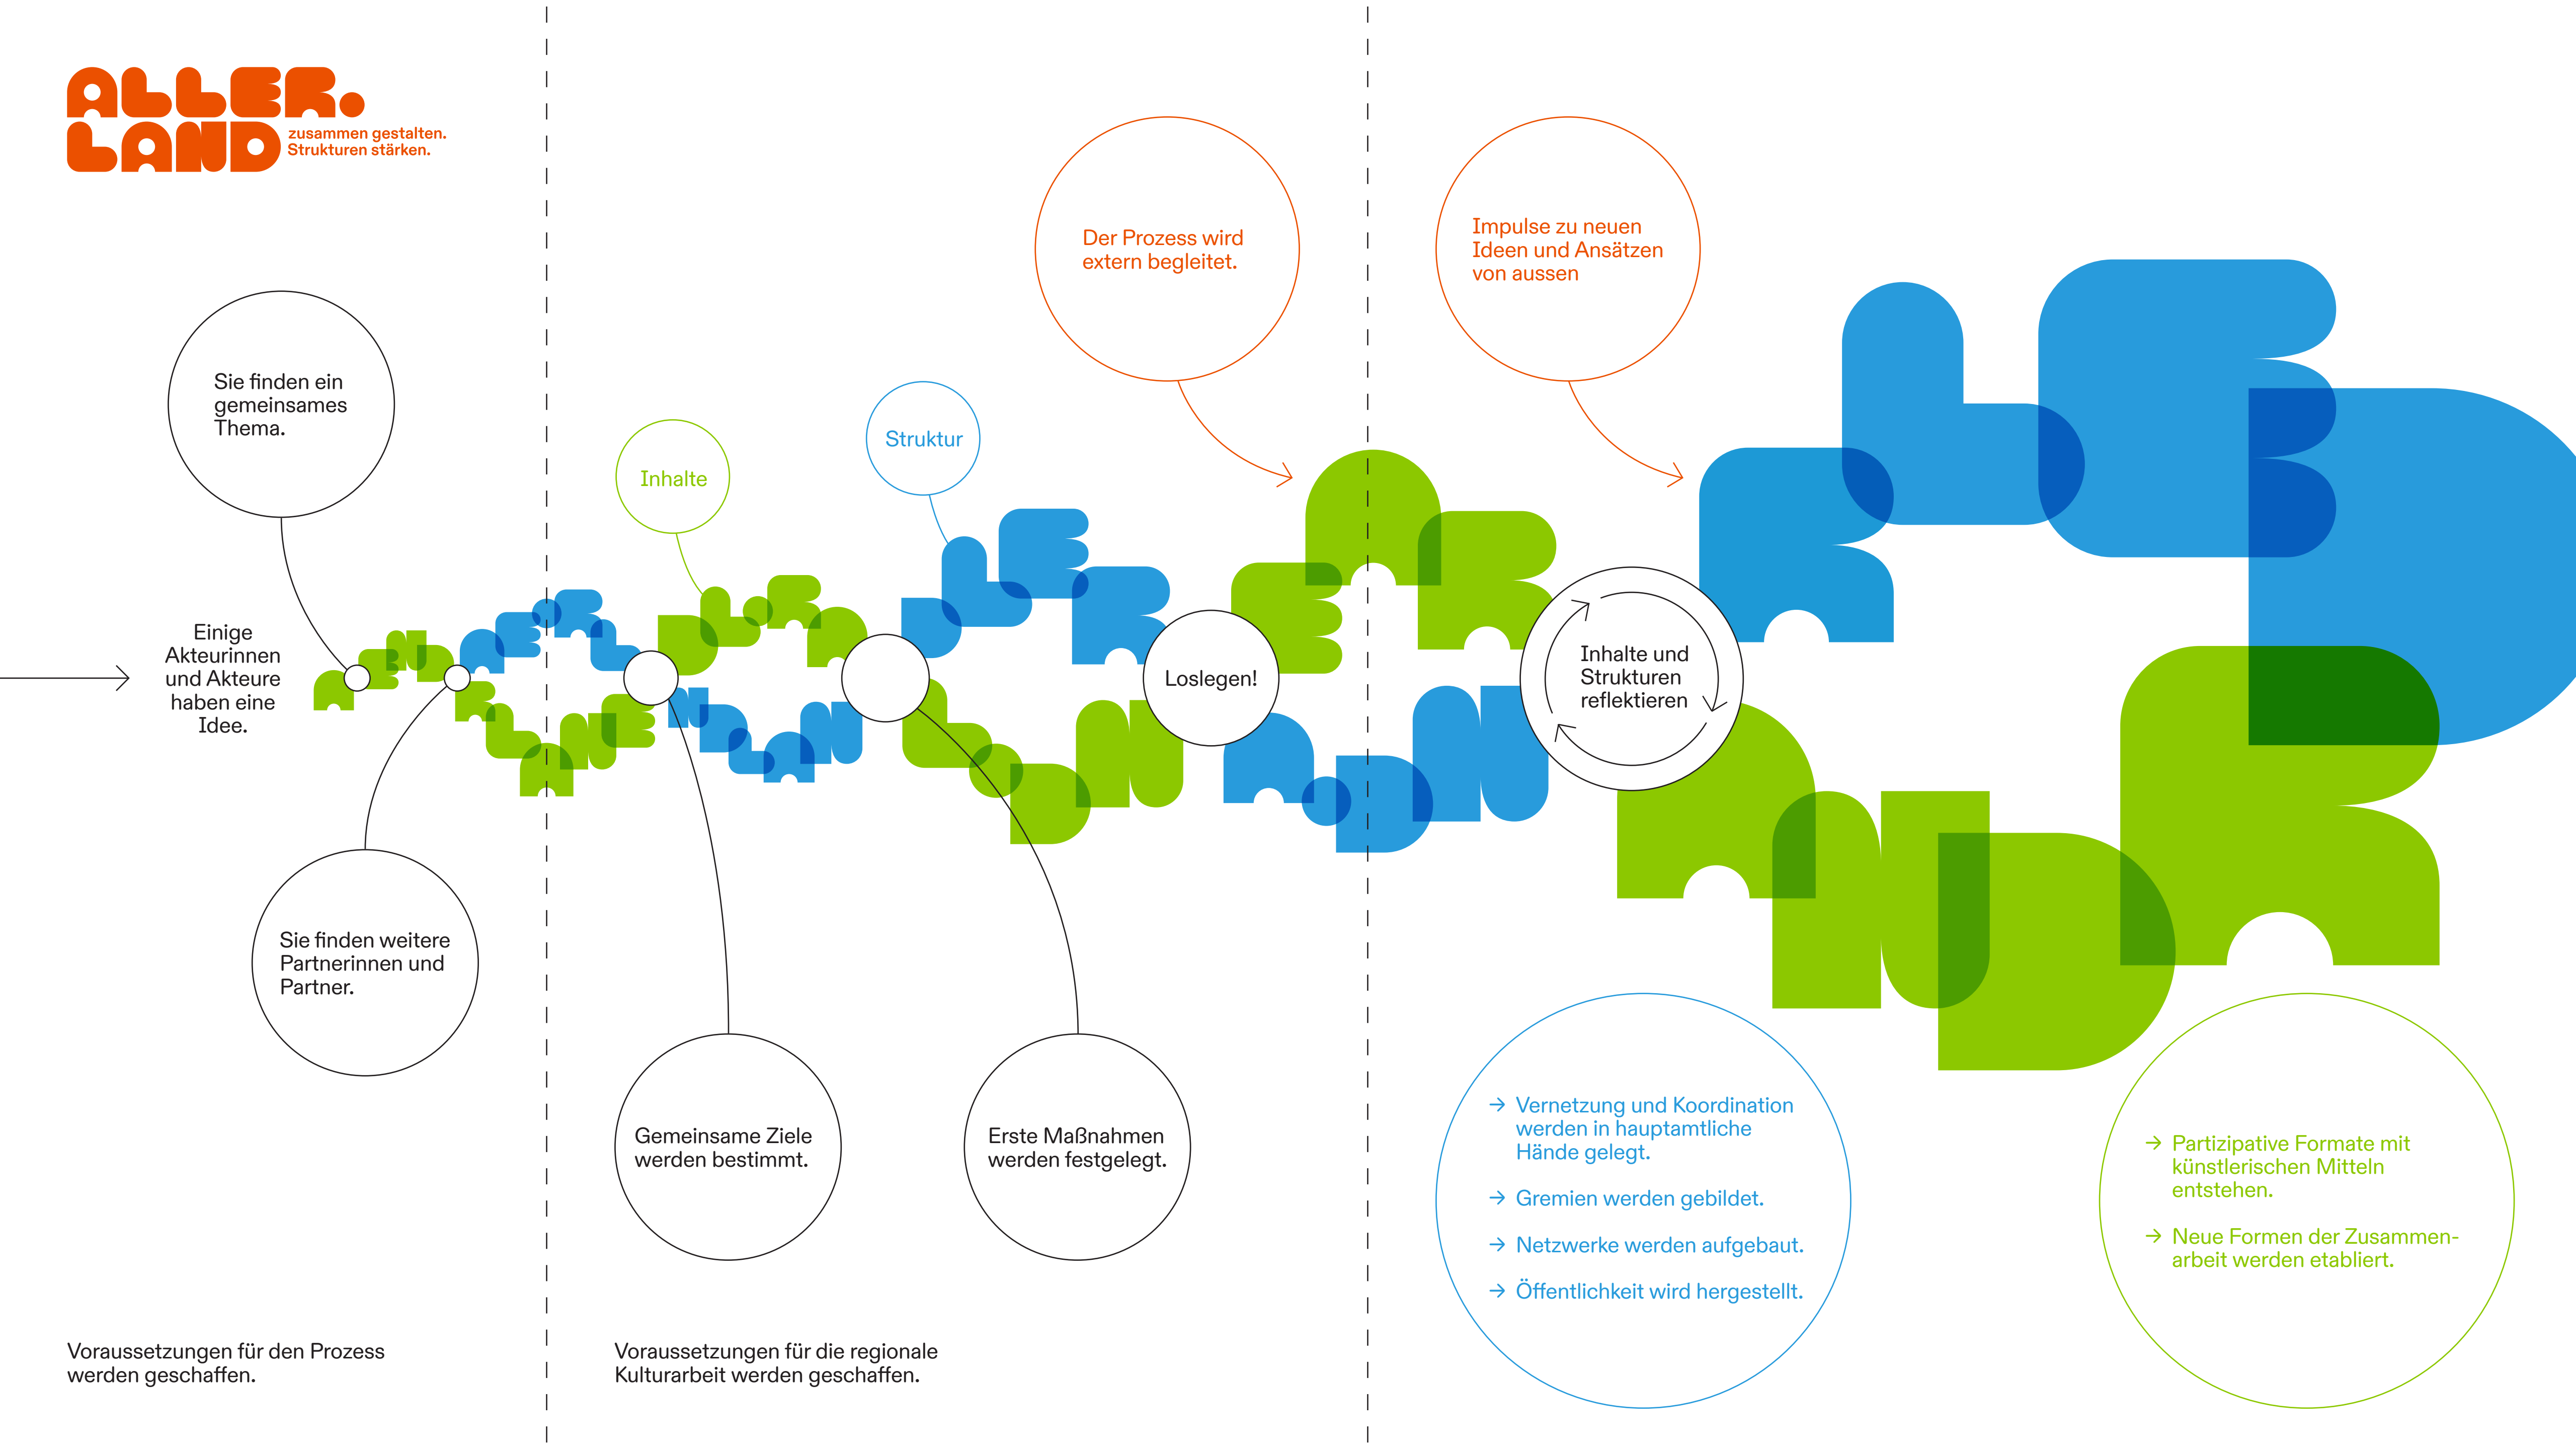 ALLER.
LAND
zusammen gestalten.
Strukturen stärken.
Sie finden ein
gemeinsames
Thema.
Einige
Akteurinnen
und Akteure
haben eine
Idee.
Sie finden weitere
Partnerinnen und
Partner.
Voraussetzungen für den Prozess
werden geschaffen.
Inhalte
Struktur
Der Prozess wird
extern begleitet.
Loslegen!
Gemeinsame Ziele
werden bestimmt.
Erste Maßnahmen
werden festgelegt.
Voraussetzungen für die regionale
Kulturarbeit werden geschaffen.
Impulse zu neuen
Ideen und Ansätzen
von aussen
Inhalte und
Strukturen
reflektieren
→ Vernetzung und Koordination
werden in hauptamtliche
Hände gelegt.
→ Gremien werden gebildet.
→ Netzwerke werden aufgebaut.
→ Öffentlichkeit wird hergestellt.
→ Partizipative Formate mit
künstlerischen Mitteln
entstehen.
→ Neue Formen der Zusammen-
arbeit werden etabliert.